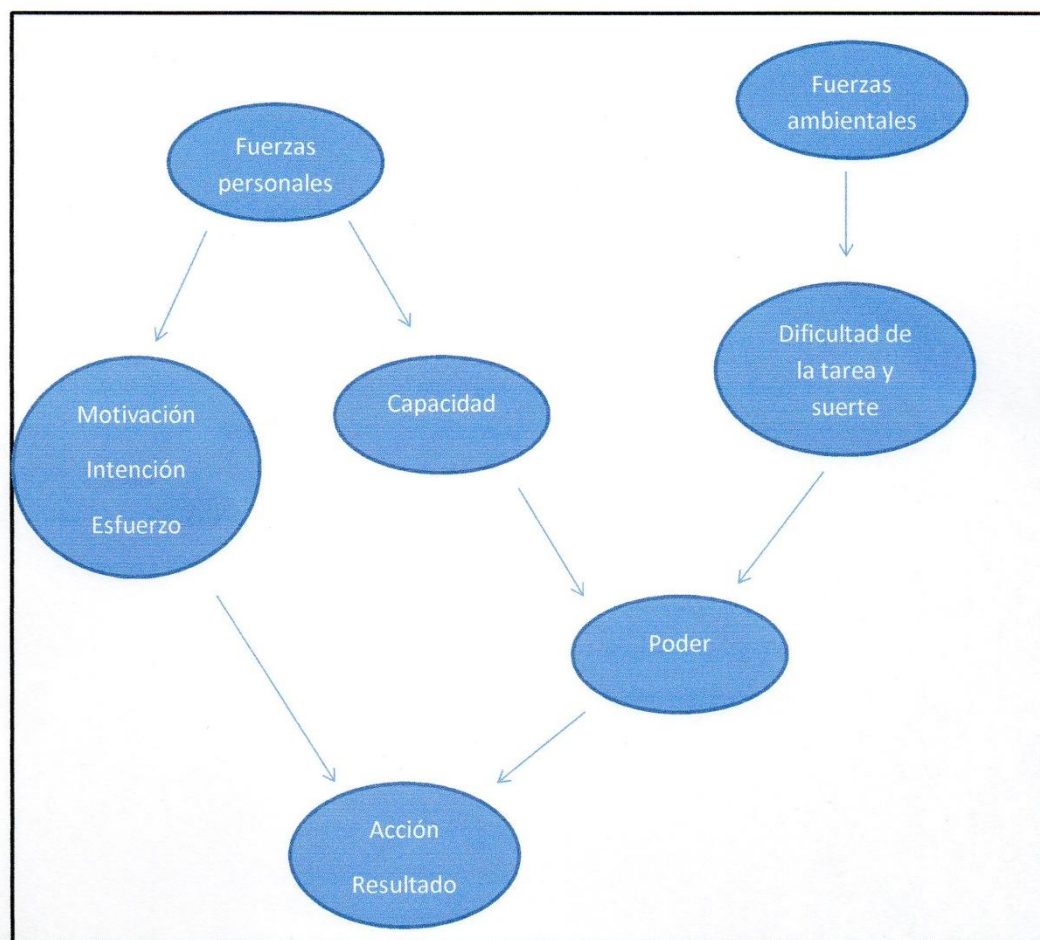 Fuerzas
ambientales
Fuerzas
personales
Dificultad de
la tarea y
suerte
Motivación
Intención
Esfuerzo
Capacidad
Poder
Acción
Resultado